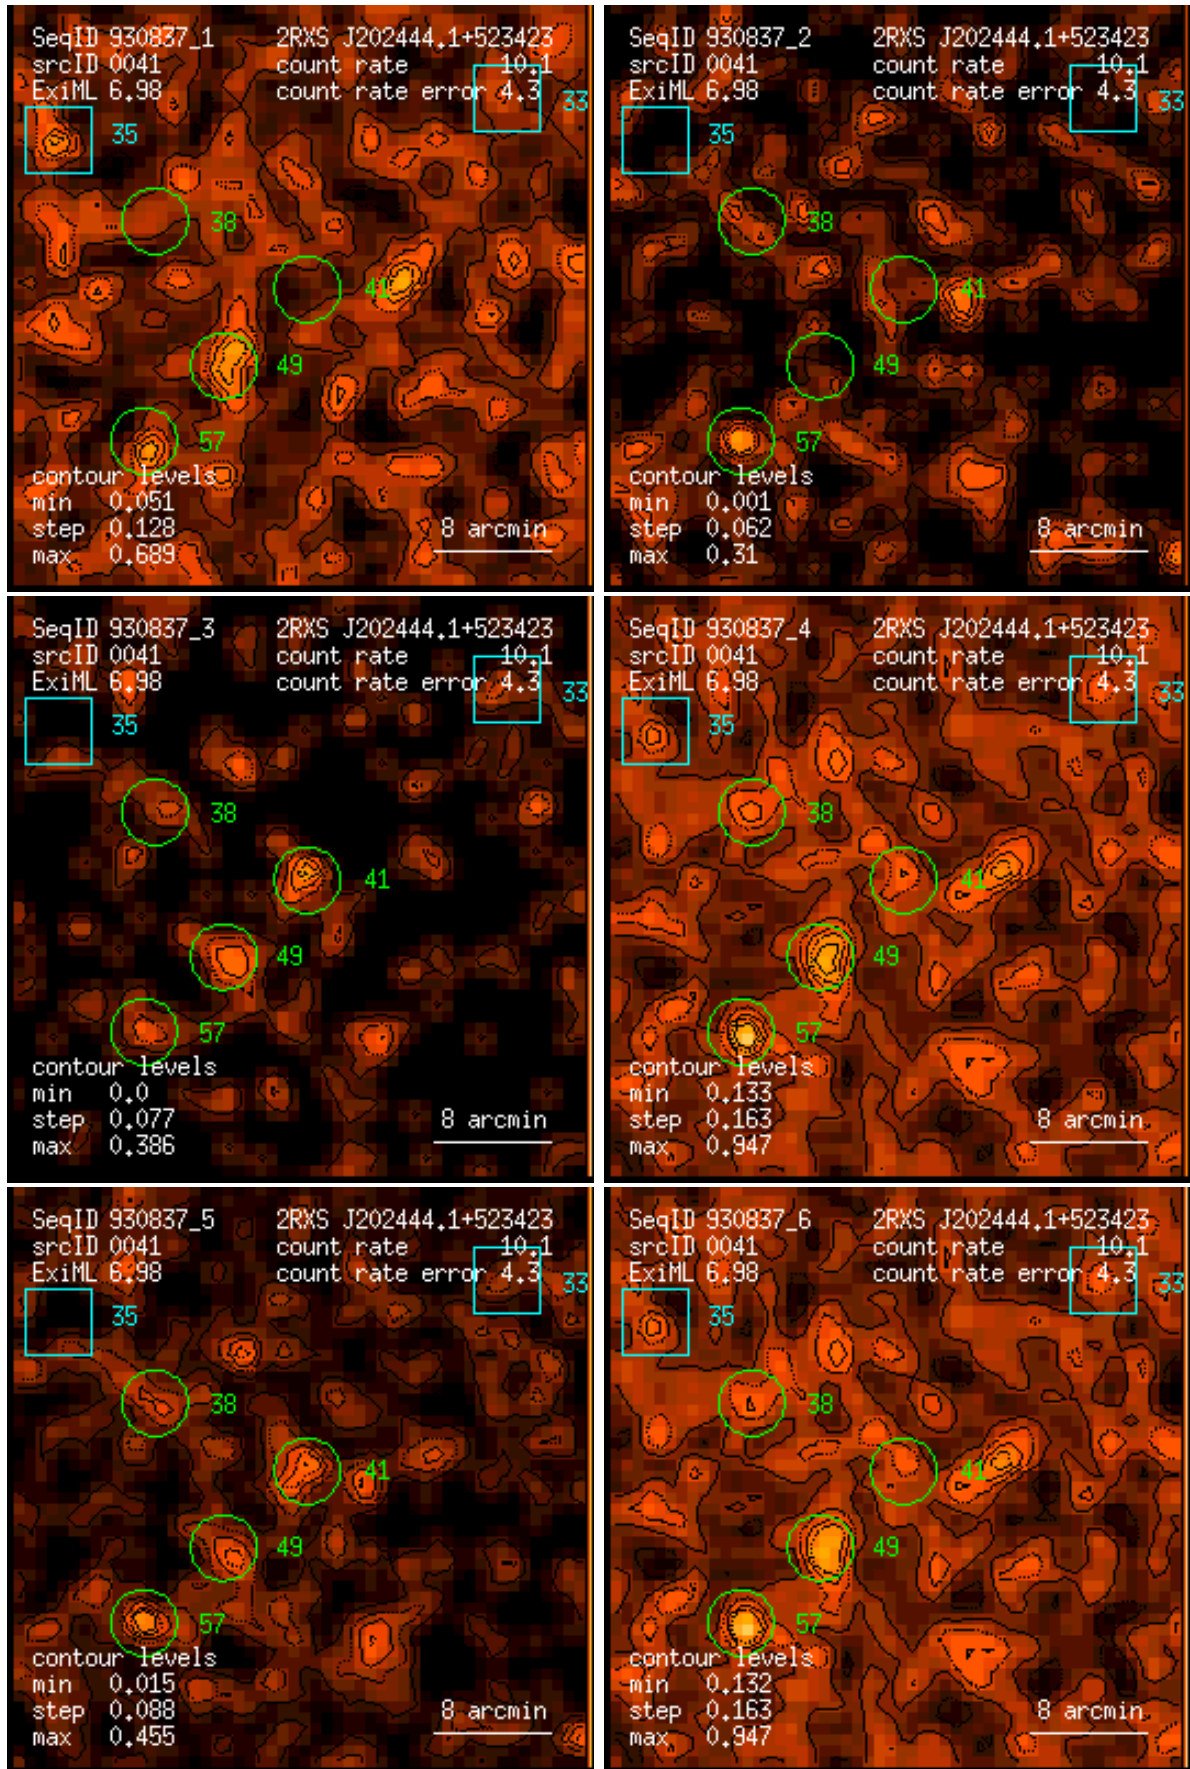 SeqID 930837_1 2RXS J202444.1+523423
srcID 0041 count rate 10.1
ExiML 6.98 count rate error 4.3 33
35
38
41
49
57
contour levels
min 0.051
step 0.128 8 arcmin
max 0.689
SeqID 930837_2 2RXS J202444.1+523423
srcID 0041 count rate 10.1
ExiML 6.98 count rate error 4.3 33
35
38
41
49
57
contour levels
min 0.001
step 0.062 8 arcmin
max 0.31
SeqID 930837_3 2RXS J202444.1+523423
srcID 0041 count rate 10.1
ExiML 6.98 count rate error 4.3 33
35
38
41
49
57
contour levels
min 0.0
step 0.077 8 arcmin
max 0.386
SeqID 930837_4 2RXS J202444.1+523423
srcID 0041 count rate 10.1
ExiML 6.98 count rate error 4.3 33
35
38
41
49
57
contour levels
min 0.133
step 0.163 8 arcmin
max 0.947
SeqID 930837_5 2RXS J202444.1+523423
srcID 0041 count rate 10.1
ExiML 6.98 count rate error 4.3 33
35
38
41
49
57
contour levels
min 0.015
step 0.088 8 arcmin
max 0.455
SeqID 930837_6 2RXS J202444.1+523423
srcID 0041 count rate 10.1
ExiML 6.98 count rate error 4.3 33
35
38
41
49
57
contour levels
min 0.132
step 0.163 8 arcmin
max 0.947